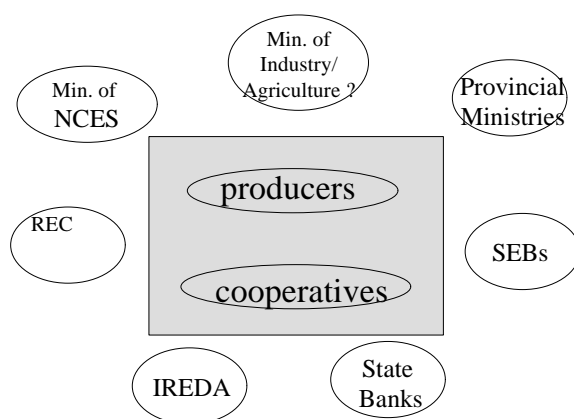 Min. of
Industry/
Agriculture ?
Min. of
NCES
Provincial
Ministries
producers
REC
SEBs
cooperatives
IREDA
State
Banks